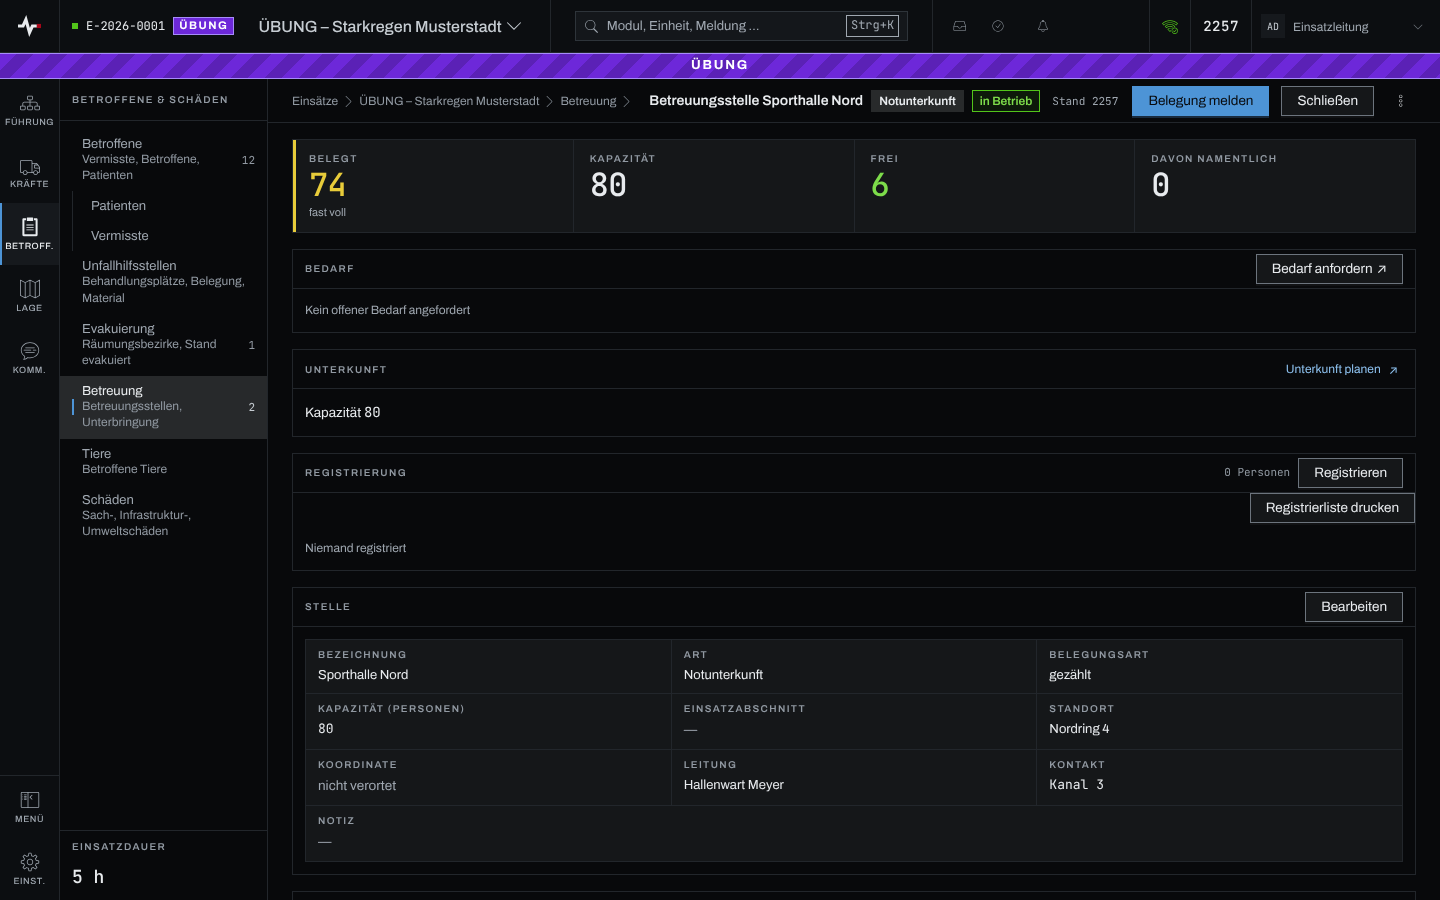 E-2026-0001 ÜBUNG ÜBUNG – Starkregen Musterstadt Modul, Einheit, Meldung ... Strg+K 2257 AD Einsatzleitung
ÜBUNG
FÜHRUNG
KRÄFTE
BETROFF.
LAGE
KOMM.
MENÜ
EINST.
BETROFFENE & SCHÄDEN
Betroffene
Vermisste, Betroffene, Patienten 12
Patienten
Vermisste
Unfallhilfsstellen
Behandlungsplätze, Belegung, Material
Evakuierung
Räumungsbezirke, Stand evakuiert 1
Betreuung
Betreuungsstellen, Unterbringung 2
Tiere
Betroffene Tiere
Schäden
Sach-, Infrastruktur-, Umweltschäden
EINSATZDAUER
5 h
Einsätze ÜBUNG – Starkregen Musterstadt Betreuung Betreuungsstelle Sporthalle Nord Notunterkunft in Betrieb Stand 2257 Belegung melden Schließen
BELEGT KAPAZITÄT FREI DAVON NAMENTLICH
74 80 6 0
fast voll
BEDARF Bedarf anfordern
Kein offener Bedarf angefordert
UNTERKUNFT Unterkunft planen
Kapazität 80
REGISTRIERUNG 0 Personen Registrieren
Registrierliste drucken
Niemand registriert
STELLE Bearbeiten
BEZEICHNUNG ART BELEGUNGSART
Sporthalle Nord Notunterkunft gezählt
KAPAZITÄT (PERSONEN) EINSATZABSCHNITT STANDORT
80 — Nordring 4
KOORDINATE LEITUNG KONTAKT
nicht verortet Hallenwart Meyer Kanal 3
NOTIZ
—